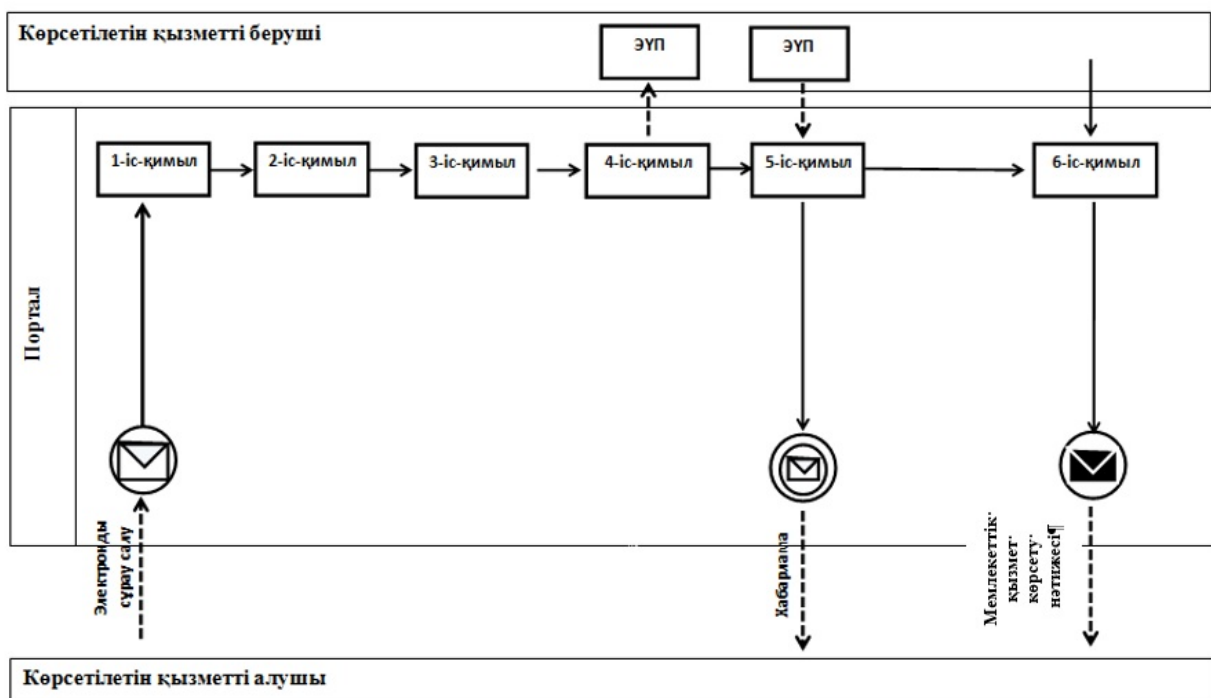 Көрсетілетін қызметті беруші
ЭҮП
ЭҮП
1-іс-қимыл
2-іс-қимыл
3-іс-қимыл
4-іс-қимыл
5-іс-қимыл
6-іс-қимыл
Портал
Электронды
сұрау салу
Хабарлама
Мемлекеттік·
қызмет·
көрсету·
нәтижесі¶
Көрсетілетін қызметті алушы